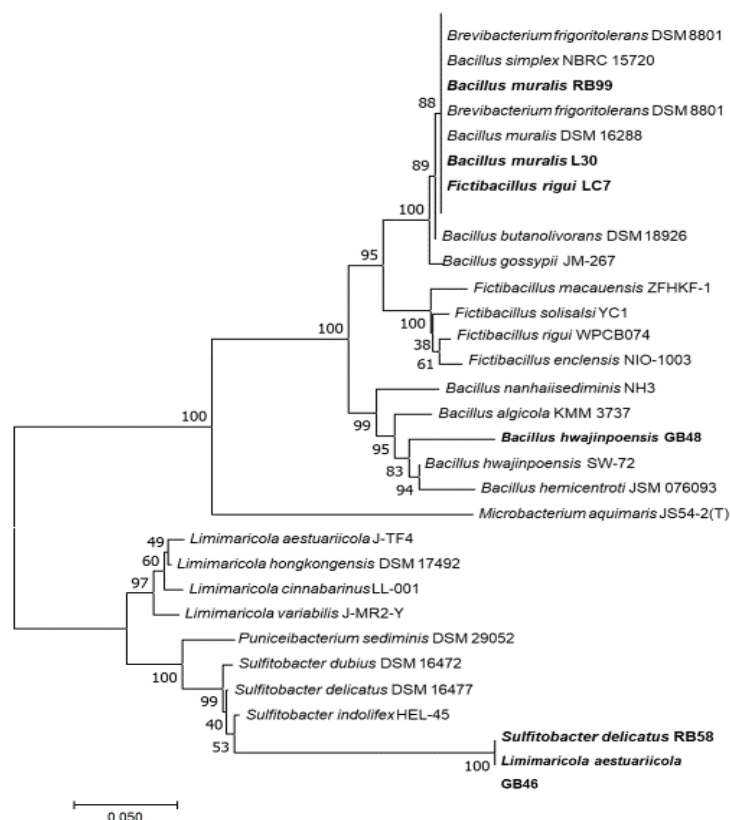 Brevibacterium frigoritolerans DSM 8801
Bacillus simplex NBRC 15720
Bacillus muralis RB99
88
Brevibacterium frigoritolerans DSM 8801
Bacillus muralis DSM 16288
89
Bacillus muralis L30
Fictibacillus rigui LC7
100
Bacillus butanolivorans DSM 18926
95
Bacillus gossypii JM-267
Fictibacillus macauensis ZFHKF-1
Fictibacillus solisalsi YC1
100
100
Fictibacillus rigui WPCB074
38
61
Fictibacillus enclensis NIO-1003
Bacillus nanhaiisediminis NH3
100
Bacillus algicola KMM 3737
99
Bacillus hwajinpoensis GB48
95
Bacillus hwajinpoensis SW-72
83
Bacillus hemicentroti JSM 076093
94
Microbacterium aquimaris JS54-2(T)
Limimaricola aestuariicola J-TF4
49
60
Limimaricola hongkongensis DSM 17492
97
Limimaricola cinnabarinus LL-001
Limimaricola variabilis J-MR2-Y
Puniceibacterium sediminis DSM 29052
Sulfitobacter dubius DSM 16472
100
Sulfitobacter delicatus DSM 16477
99
Sulfitobacter indolifex HEL-45
40
53
Sulfitobacter delicatus RB58
Limimaricola aestuariicola
100
GB46
0.050